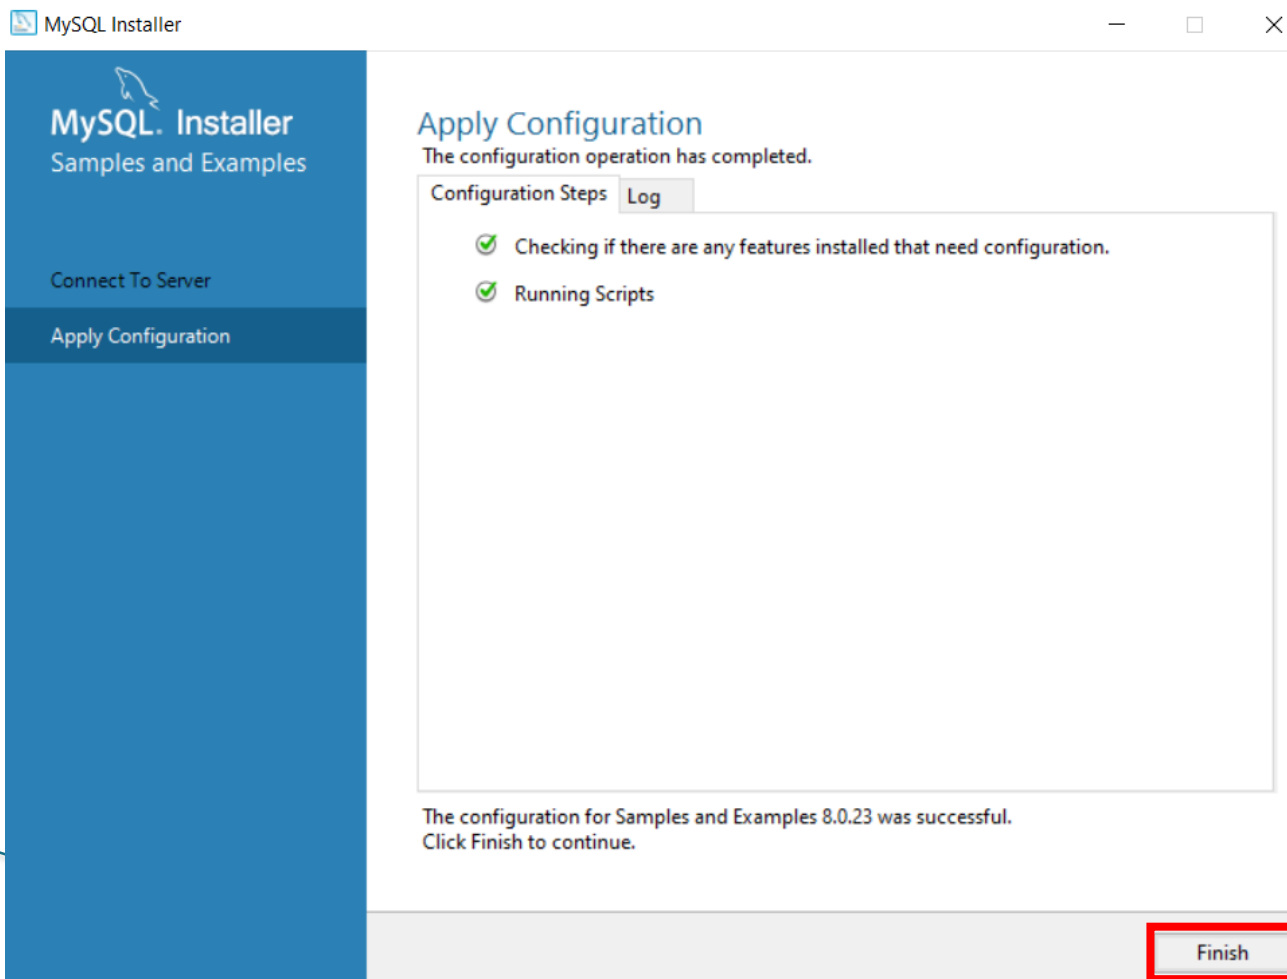 MySQL Installer
MySQL. Installer
Samples and Examples
Connect To Server
Apply Configuration
Apply Configuration
The configuration operation has completed.
Configuration Steps
Log
Checking if there are any features installed that need configuration.
Running Scripts
The configuration for Samples and Examples 8.0.23 was successful.
Click Finish to continue.
Finish